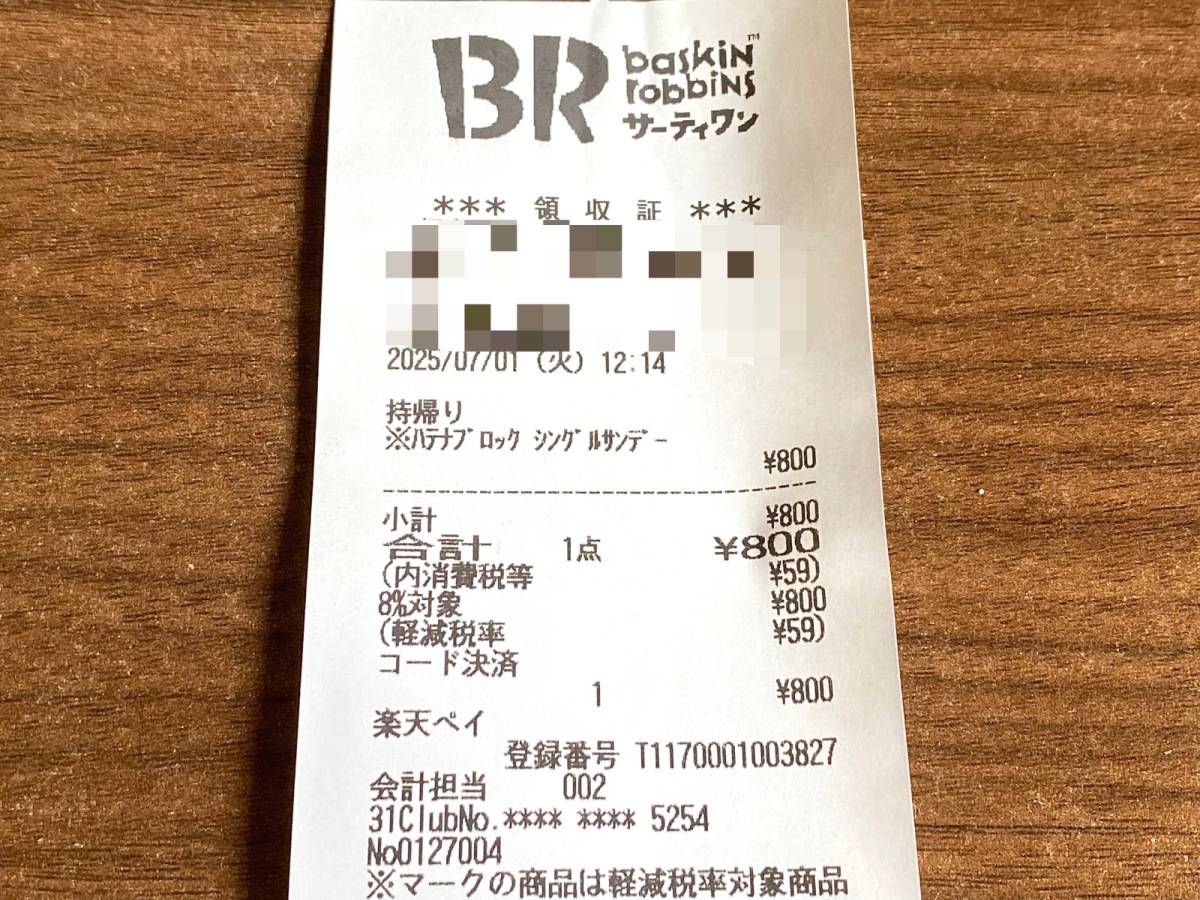 BR baskin robbins サーティワン™
*** 領 収 証 ***
2025/07/01 (火) 12:14
持帰り
※ﾊﾃﾅﾌﾞﾛｯｸ ｼﾝｸﾞﾙｻﾝﾃﾞｰ
¥800
小計 ¥800
合計 1点 ¥800
(内消費税等 ¥59)
8%対象 ¥800
(軽減税率 ¥59)
コード決済
1 ¥800
楽天ペイ
登録番号 T1170001003827
会計担当 002
31ClubNo.**** **** 5254
No0127004
※マークの商品は軽減税率対象商品